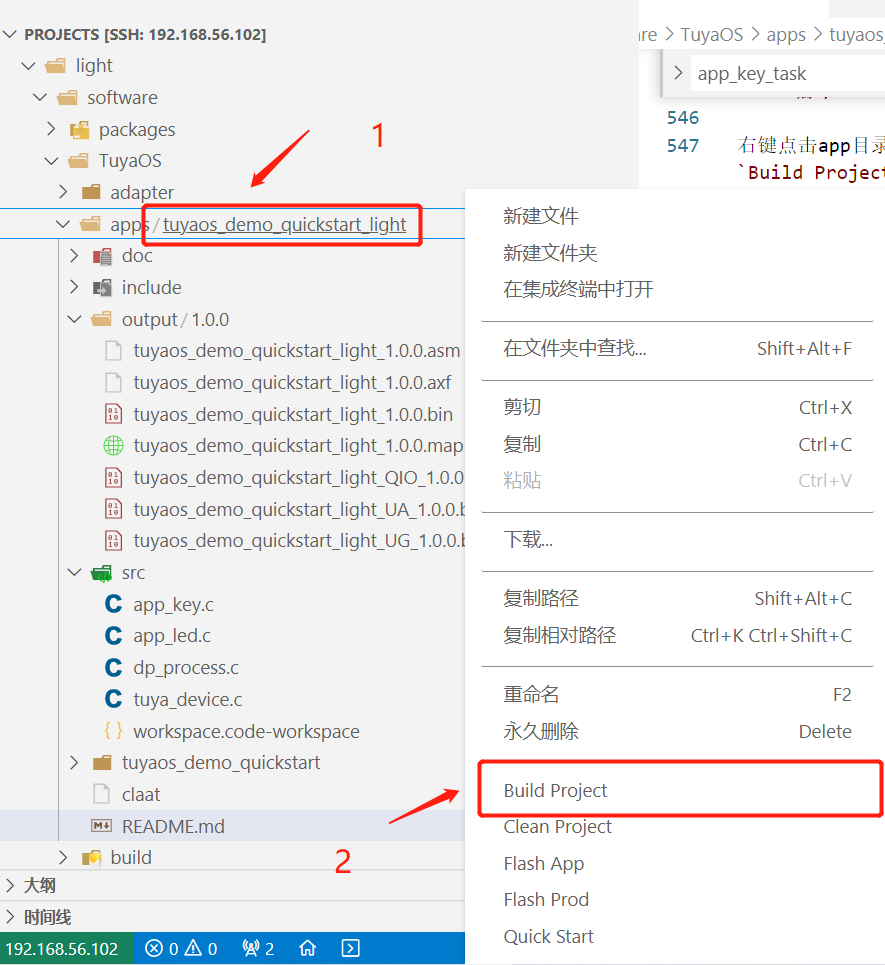 PROJECTS [SSH: 192.168.56.102]
light
software
packages
TuyaOS
adapter
apps / tuyaos_demo_quickstart_light
doc
include
output / 1.0.0
tuyaos_demo_quickstart_light_1.0.0.asm
tuyaos_demo_quickstart_light_1.0.0.axf
tuyaos_demo_quickstart_light_1.0.0.bin
tuyaos_demo_quickstart_light_1.0.0.map
tuyaos_demo_quickstart_light_QIO_1.0.0
tuyaos_demo_quickstart_light_UA_1.0.0.b
tuyaos_demo_quickstart_light_UG_1.0.0.b
src
app_key.c
app_led.c
dp_process.c
tuya_device.c
workspace.code-workspace
tuyaos_demo_quickstart
claat
README.md
build
大纲
时间线
192.168.56.102
0 0 2
1
2
re > TuyaOS > apps > tuyaos_
app_key_task
546
547 右键点击app目录
`Build Project
新建文件
新建文件夹
在集成终端中打开
在文件夹中查找... Shift+Alt+F
剪切 Ctrl+X
复制 Ctrl+C
粘贴 Ctrl+V
下载...
复制路径 Shift+Alt+C
复制相对路径 Ctrl+K Ctrl+Shift+C
重命名 F2
永久删除 Delete
Build Project
Clean Project
Flash App
Flash Prod
Quick Start